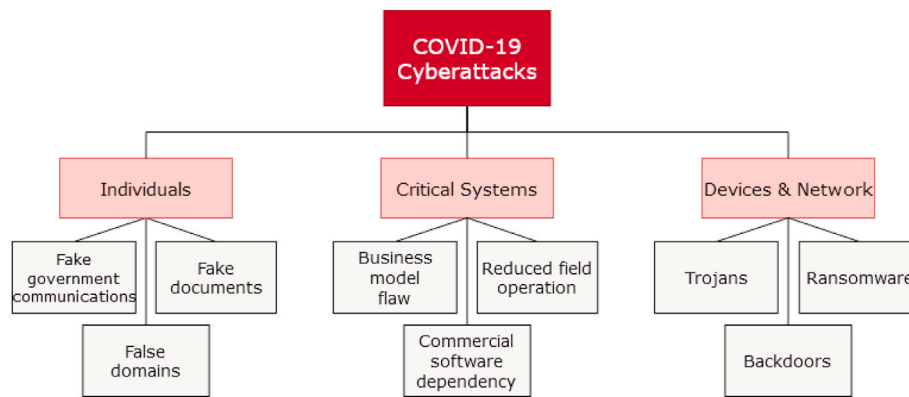 COVID-19
Cyberattacks
Individuals
Critical Systems
Devices & Network
Fake
government
communications
Fake
documents
False
domains
Business
model
flaw
Reduced field
operation
Commercial
software
dependency
Trojans
Ransomware
Backdoors